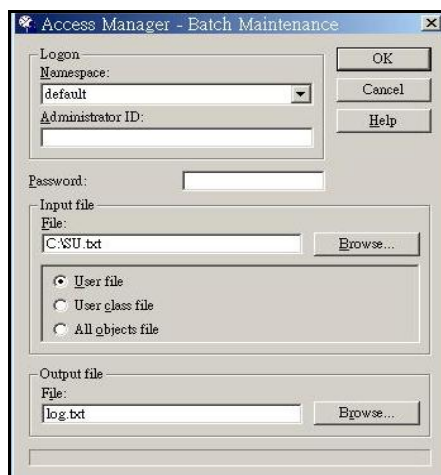 Access Manager - Batch Maintenance
Logon
Namespace:
default
Administrator ID:
OK
Cancel
Help
Password:
Input file
File:
C:\SU.txt
Browse...
User file
User class file
All objects file
Output file
File:
log.txt
Browse...